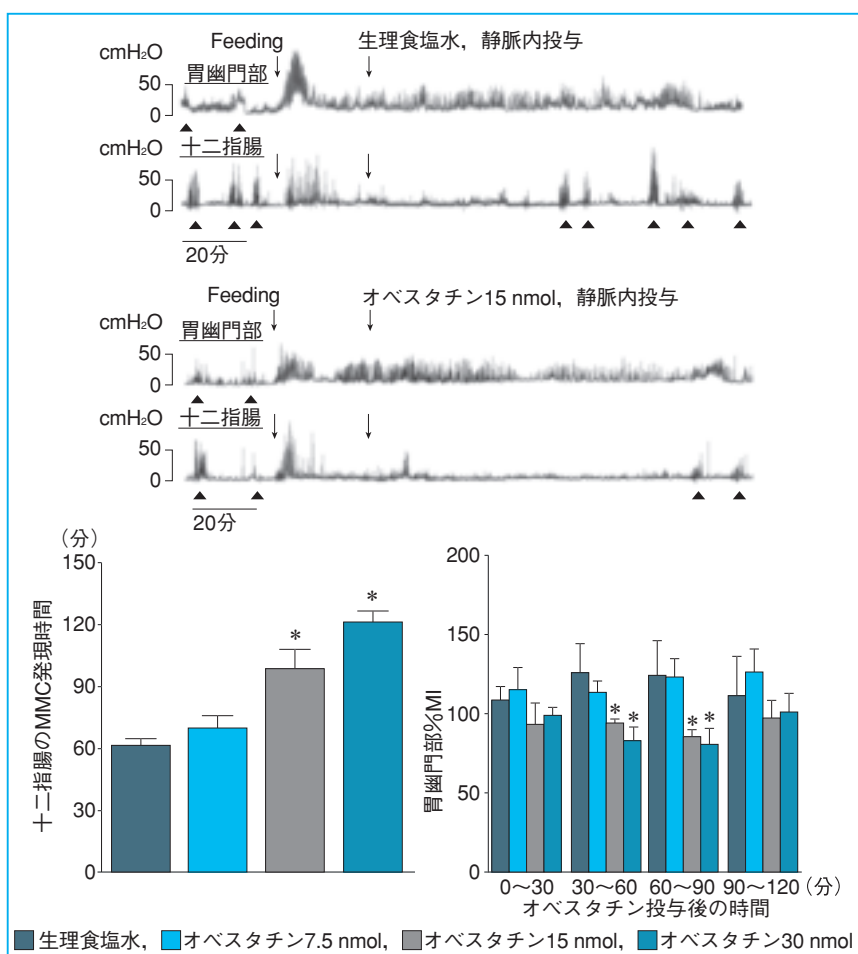 Feeding 生理食塩水，静脈内投与
cmH₂O
胃幽門部
50
0
cmH₂O
十二指腸
50
0
20分
Feeding オベスタチン15 nmol，静脈内投与
cmH₂O
胃幽門部
50
0
cmH₂O
十二指腸
50
0
20分
（分）
150
120
90
60
30
0
十二指腸のMMC発現時間
* *
200
150
100
50
0
胃幽門部%MI
* * * *
0〜30 30〜60 60〜90 90〜120（分）
オベスタチン投与後の時間
生理食塩水， オベスタチン7.5 nmol， オベスタチン15 nmol， オベスタチン30 nmol